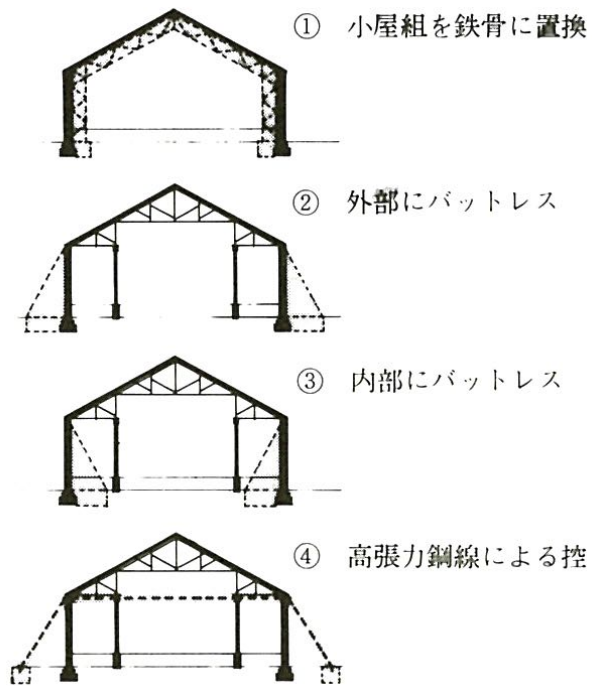 ① 小屋組を鉄骨に置換
② 外部にバットレス
③ 内部にバットレス
④ 高張力鋼線による控